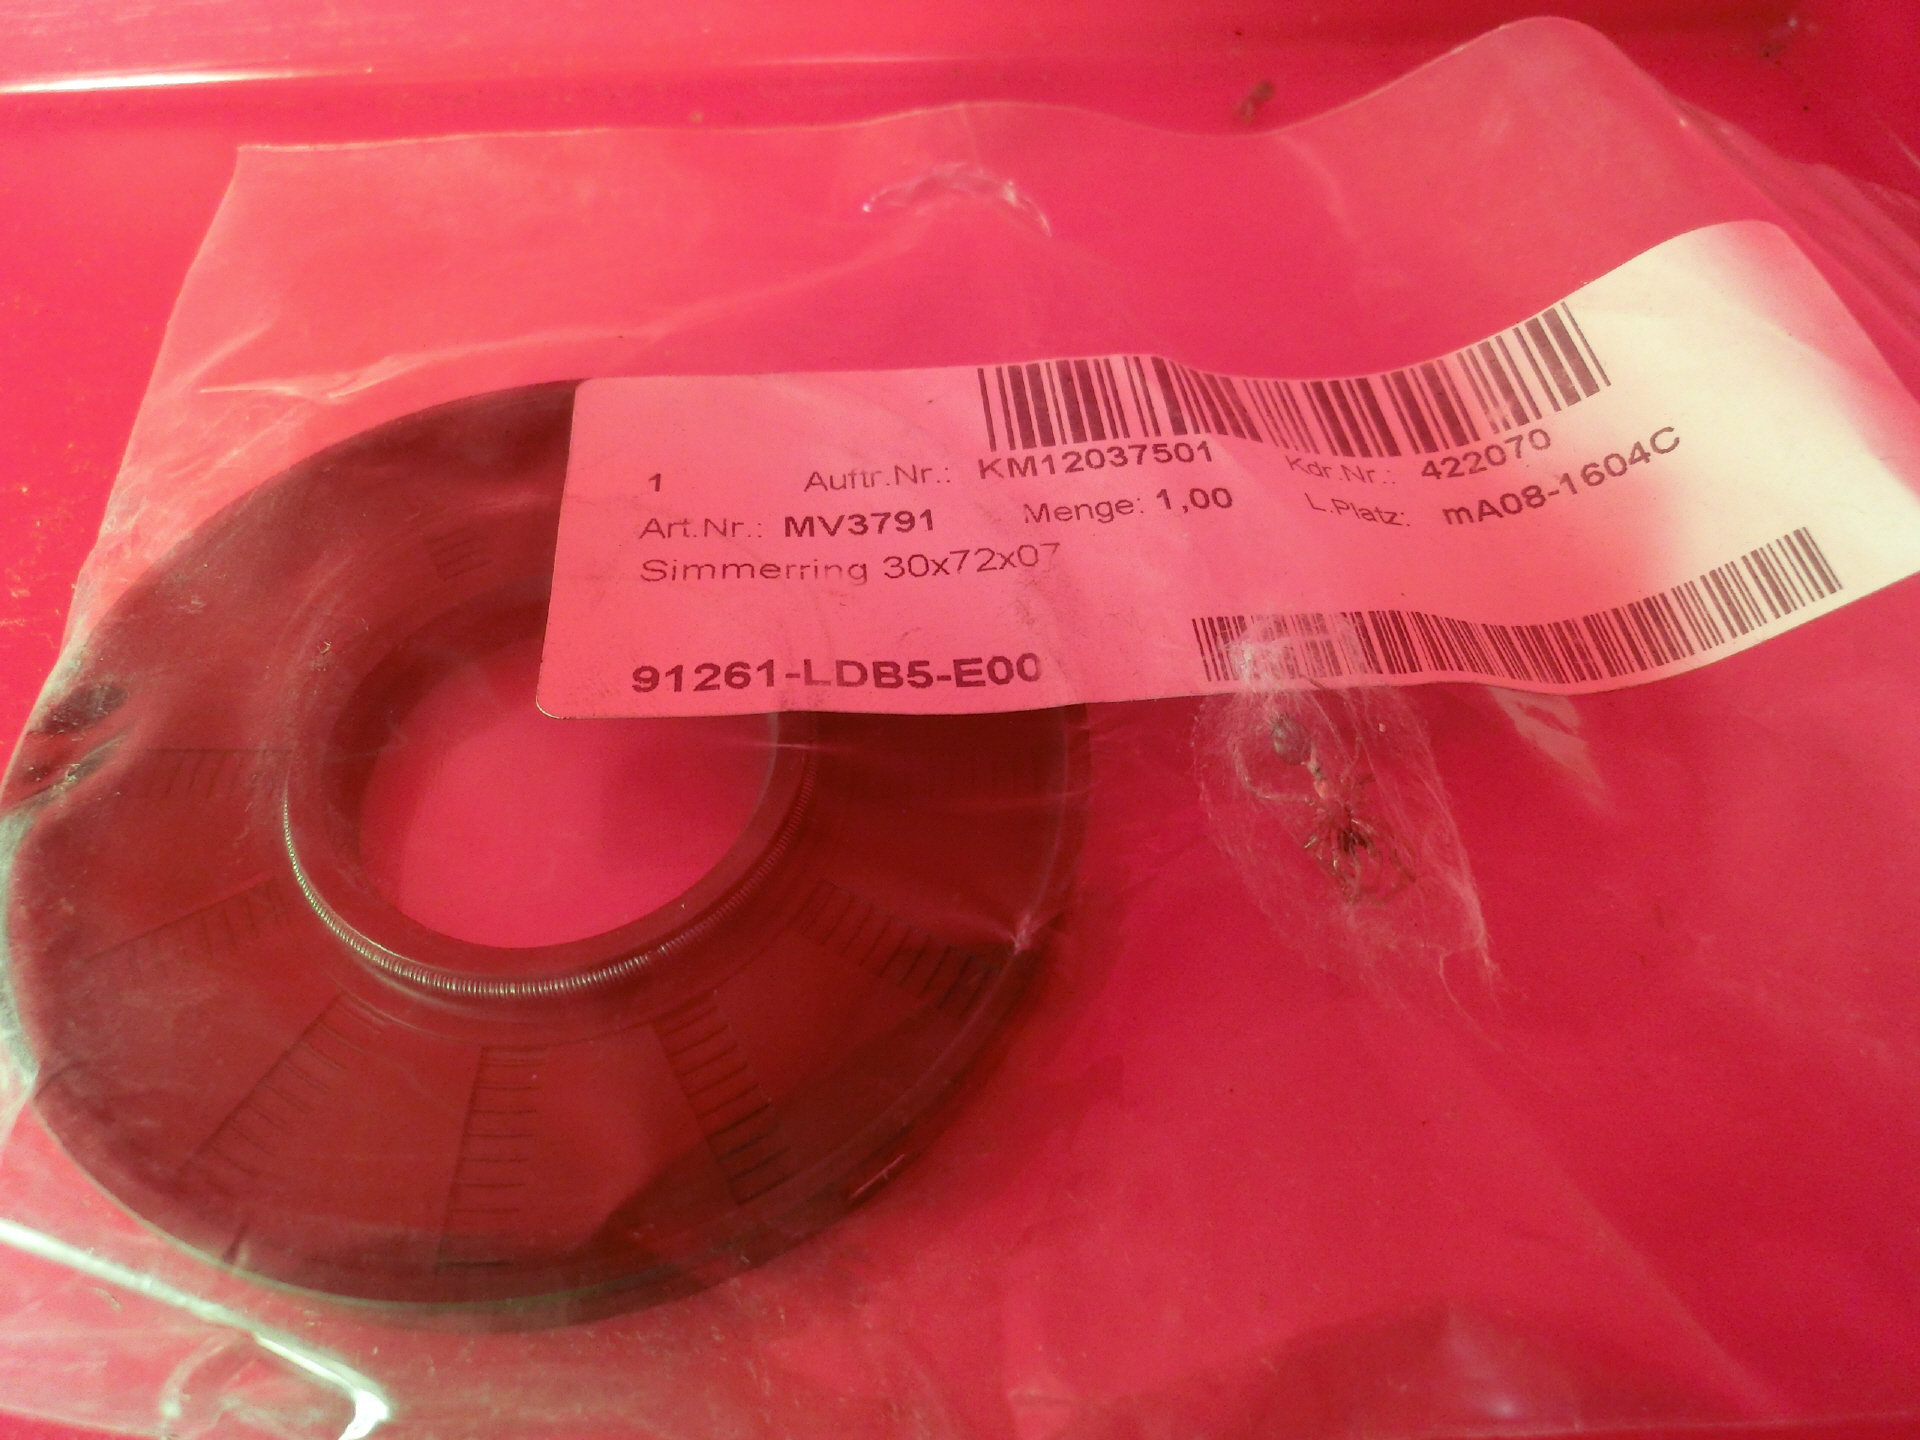 1 Auftr.Nr.: KM12037501 Kdr.Nr.: 422070
Art.Nr.: MV3791 Menge: 1,00 L.Platz: mA08-1604C
Simmerring 30x72x07
91261-LDB5-E00